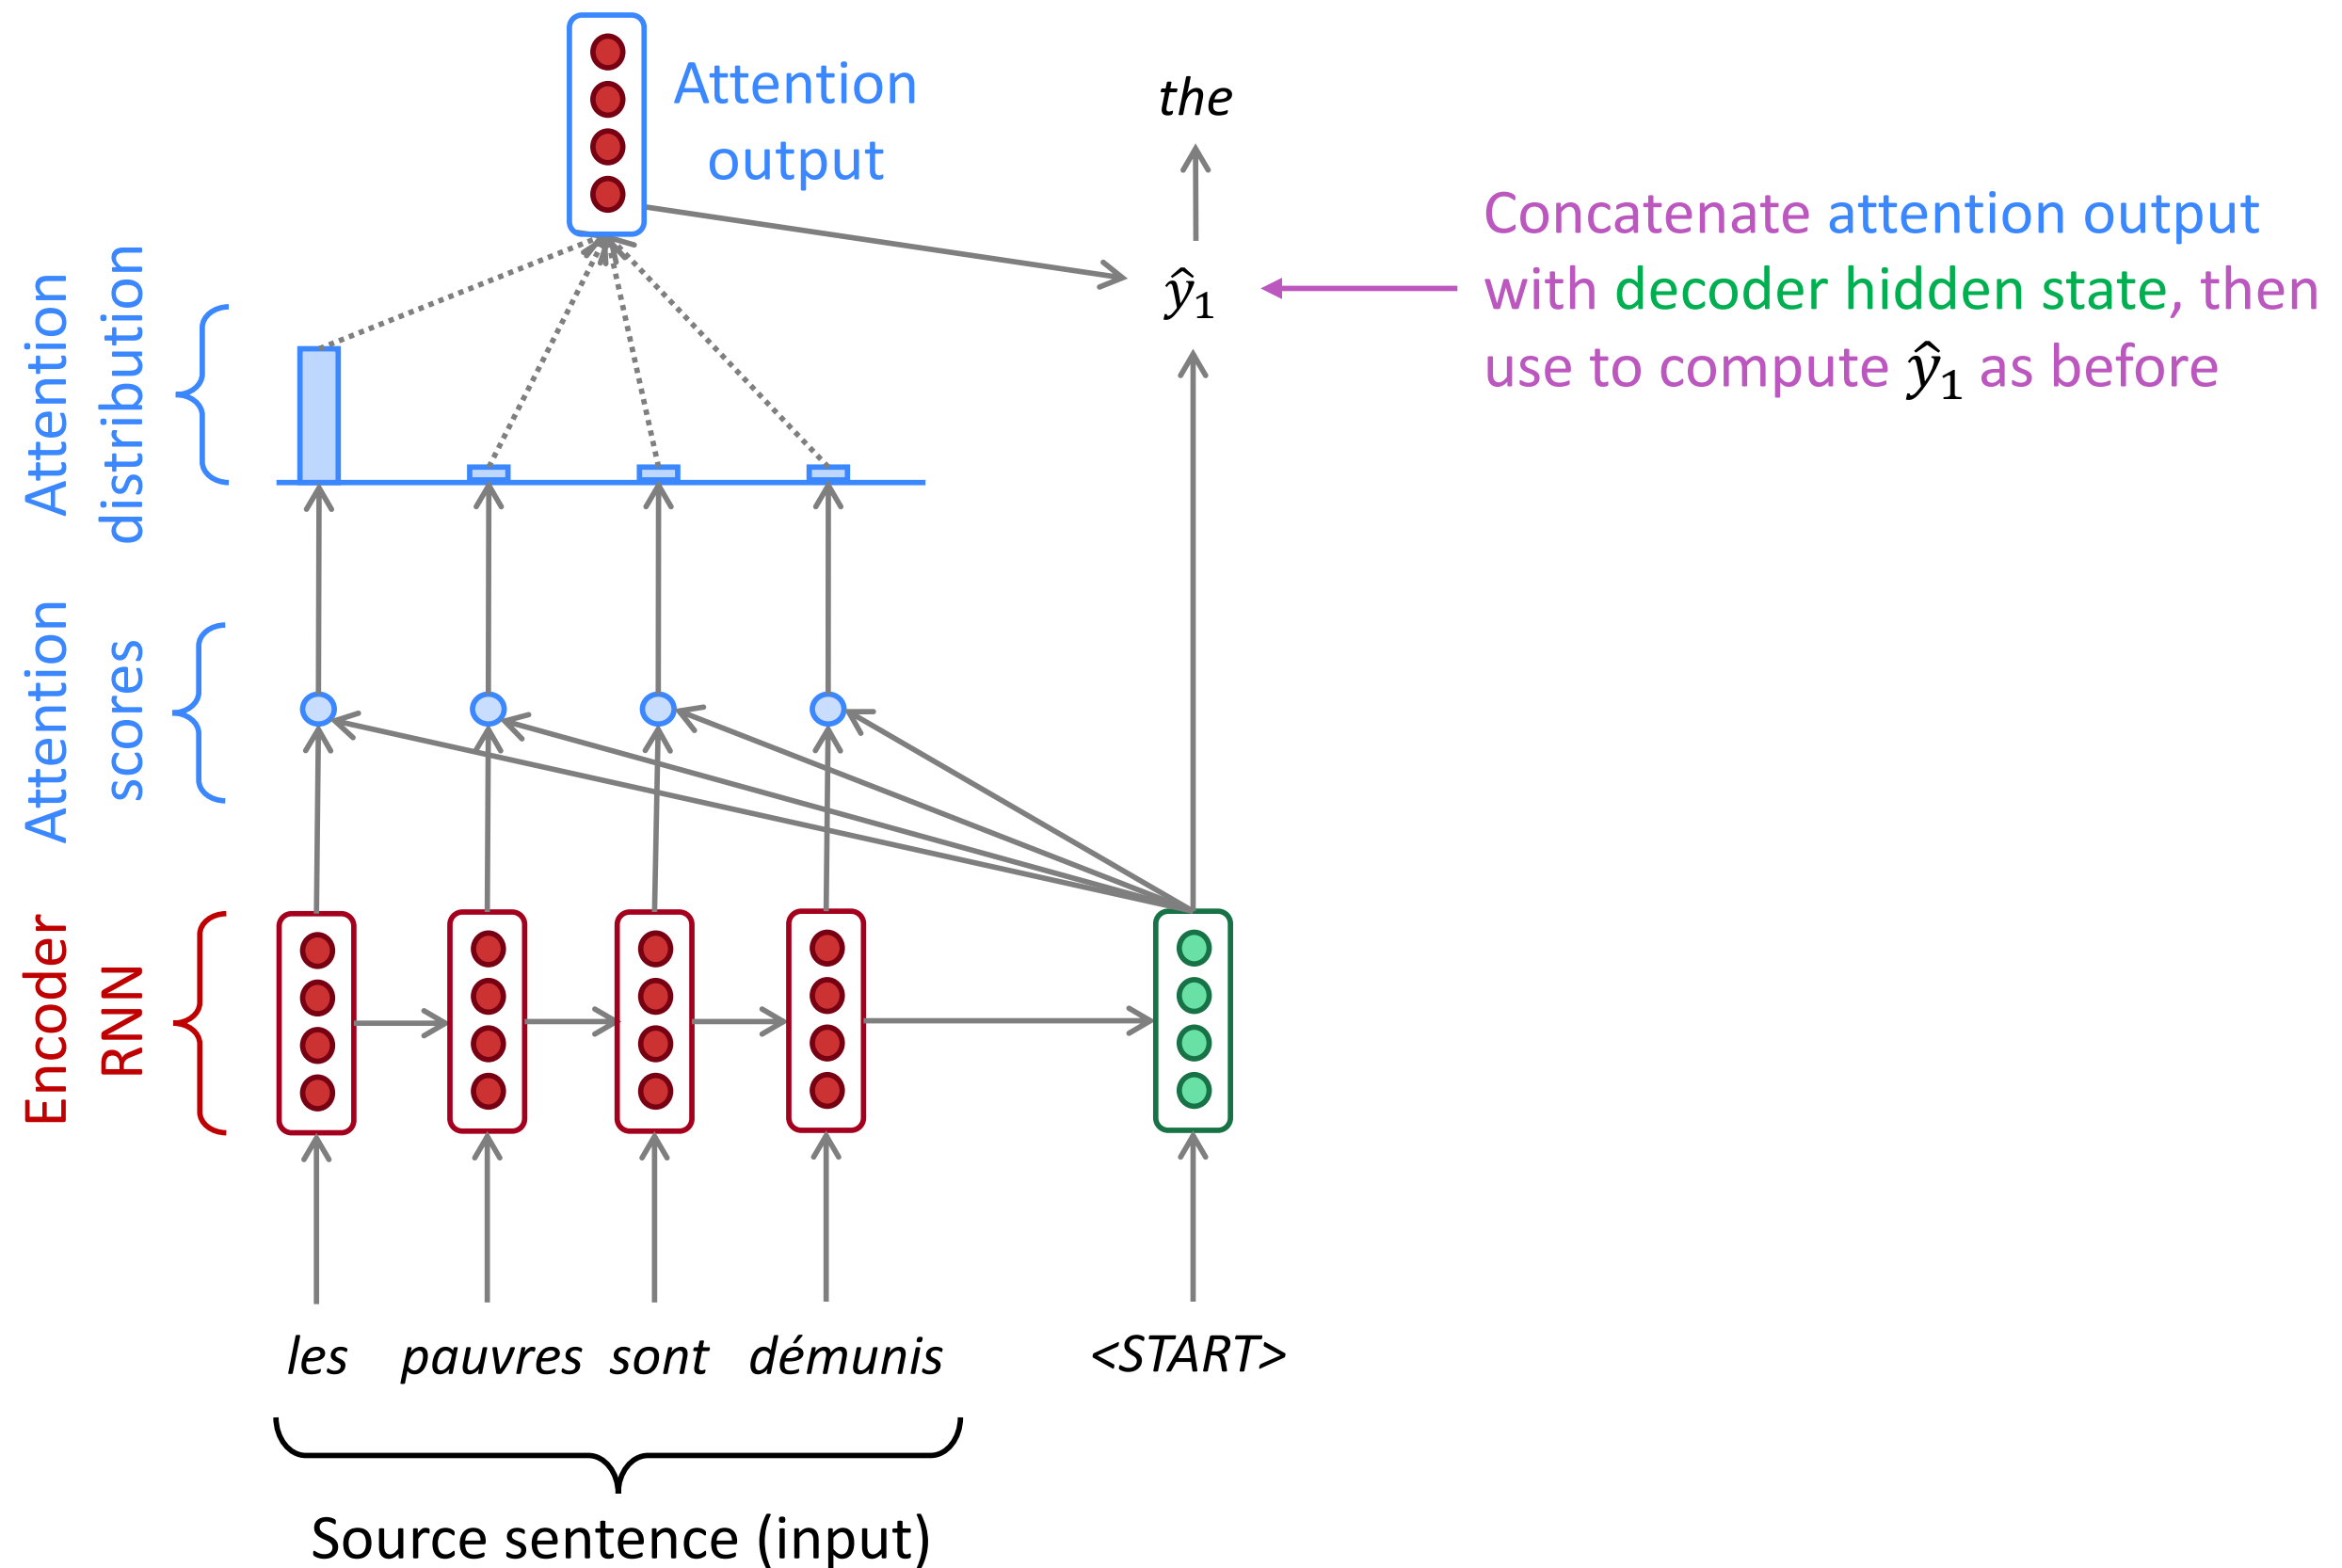 Attention
output
the
Concatenate attention output
with decoder hidden state, then
use to compute ŷ1 as before
ŷ1
Attention
distribution
Attention
scores
Encoder
RNN
les pauvres sont démunis
<START>
Source sentence (input)